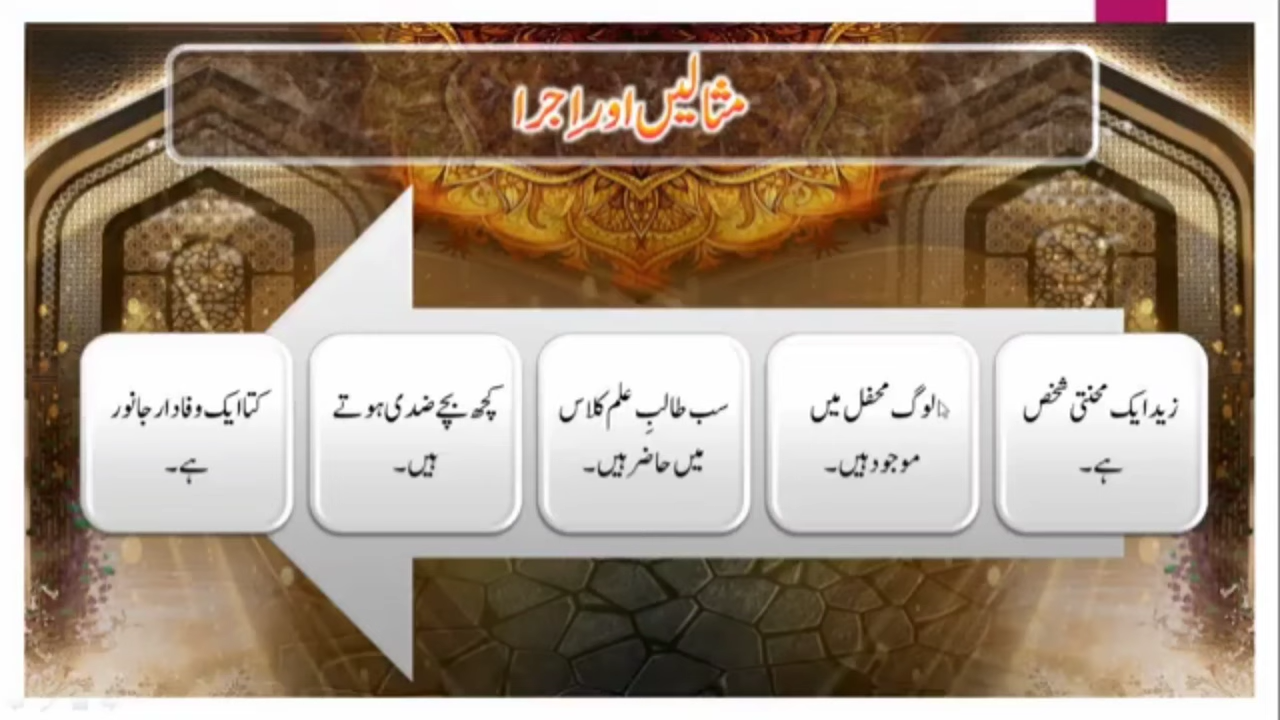 مثالیں اور اِجرا
زید ایک محنتی شخص
ہے۔
لوگ محفل میں
موجود ہیں۔
سب طالبِ علم کلاس
میں حاضر ہیں۔
کچھ بچے ضدی ہوتے
ہیں۔
کتا ایک وفادار جانور
ہے۔